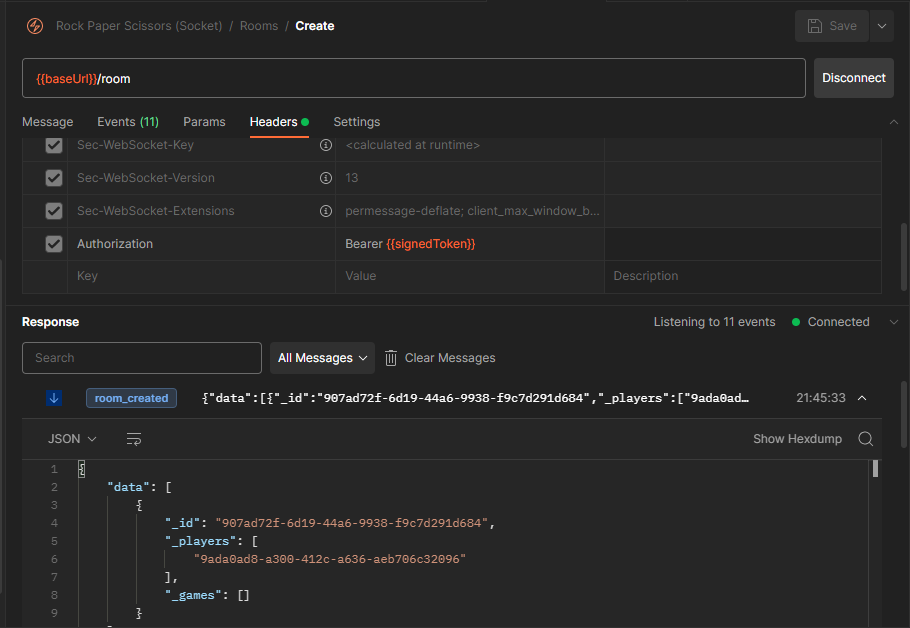 Rock Paper Scissors (Socket) / Rooms / Create
Save
{{baseUrl}}/room
Disconnect
Message Events (11) Params Headers Settings
Sec-WebSocket-Key <calculated at runtime>
Sec-WebSocket-Version 13
Sec-WebSocket-Extensions permessage-deflate; client_max_window_b...
Authorization Bearer {{signedToken}}
Key Value Description
Response Listening to 11 events Connected
Search All Messages Clear Messages
room_created {"data":[{"_id":"907ad72f-6d19-44a6-9938-f9c7d291d684","_players":["9ada0ad… 21:45:33
JSON Show Hexdump
1 {
2 "data": [
3 {
4 "_id": "907ad72f-6d19-44a6-9938-f9c7d291d684",
5 "_players": [
6 "9ada0ad8-a300-412c-a636-aeb706c32096"
7 ],
8 "_games": []
9 }